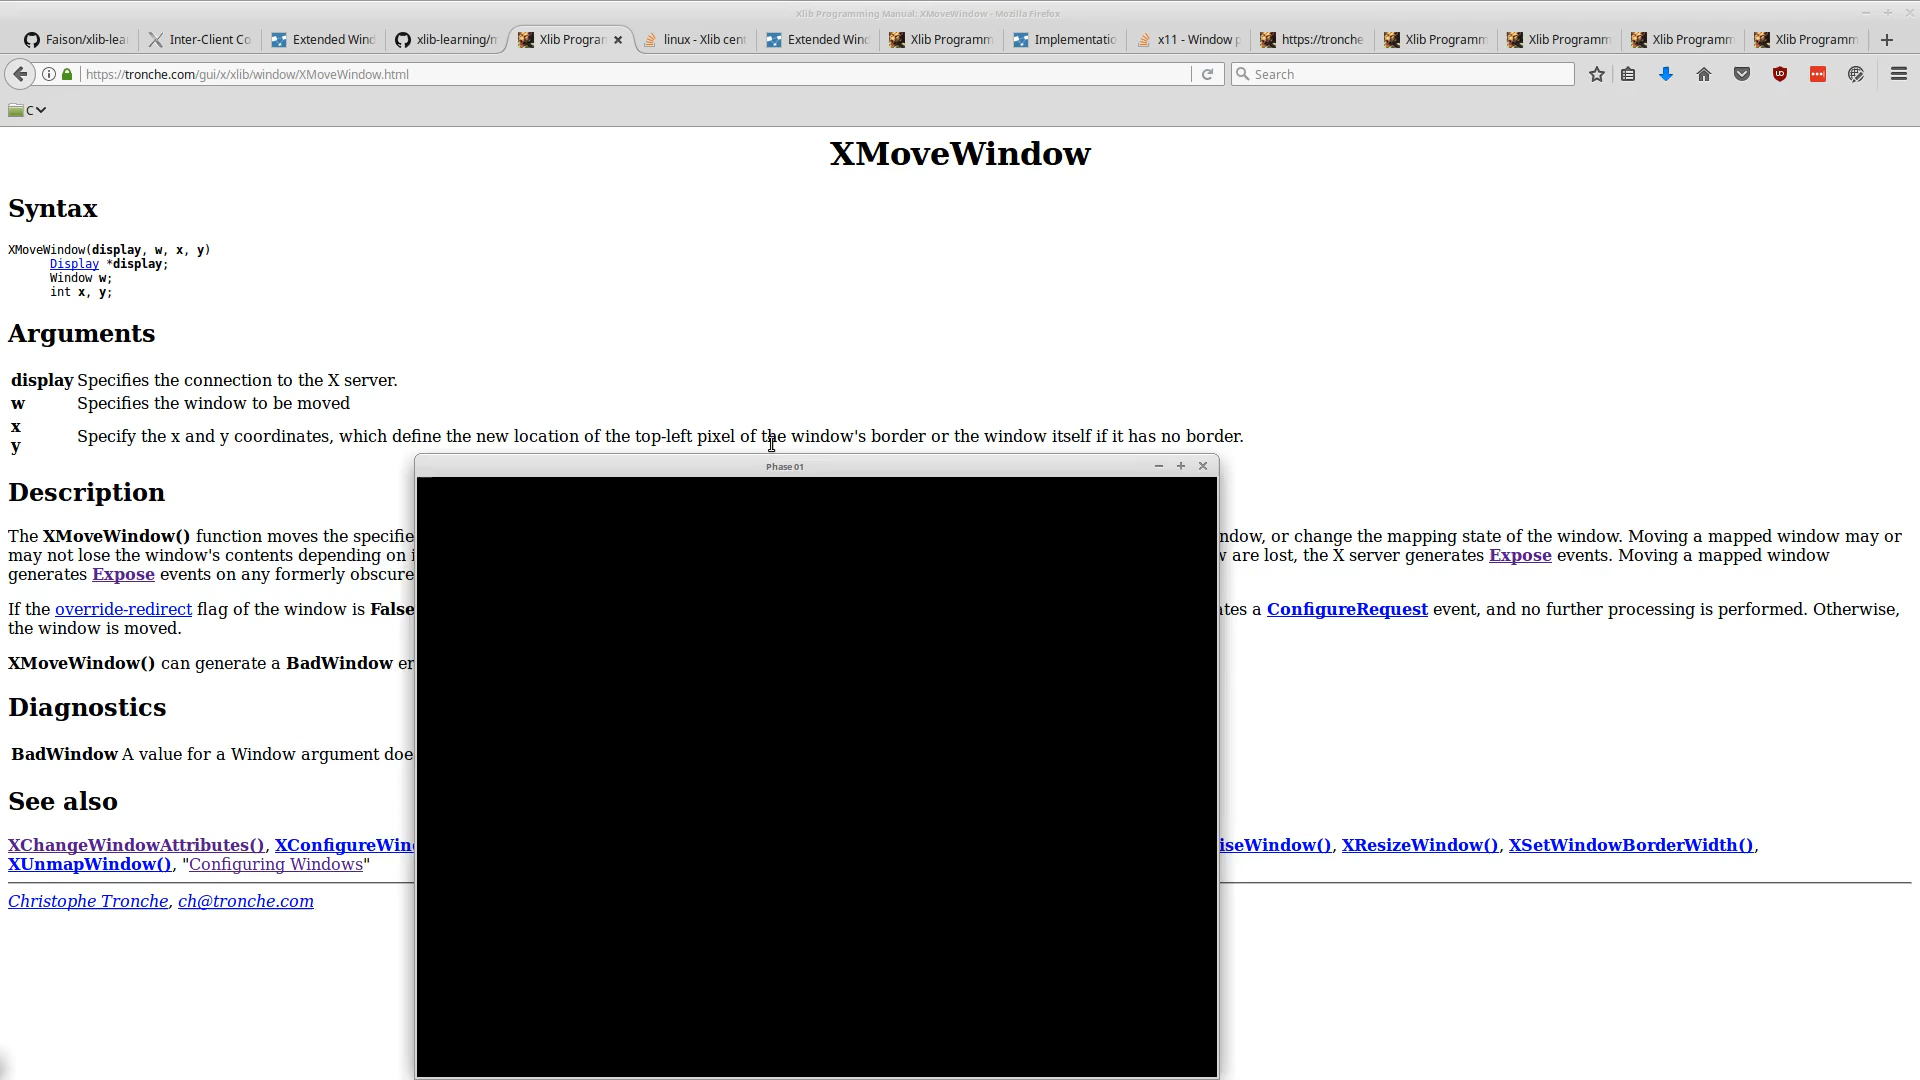 Xlib Programming Manual: XMoveWindow - Mozilla Firefox
Faison/xlib-lea
Inter-Client Co
Extended Wind
xlib-learning/n
Xlib Progran
linux - Xlib cent
Extended Wind
Xlib Programm
Implementatio
x11 - Window p
https://tronche
Xlib Programm
Xlib Programm
Xlib Programm
Xlib Programm
https://tronche.com/gui/x/xlib/window/XMoveWindow.html
Search
C
XMoveWindow
Syntax
XMoveWindow(display, w, x, y)
Display *display;
Window w;
int x, y;
Arguments
display Specifies the connection to the X server.
w Specifies the window to be moved
x
y Specify the x and y coordinates, which define the new location of the top-left pixel of the window's border or the window itself if it has no border.
Phase 01
Description
The XMoveWindow() function moves the specifie ndow, or change the mapping state of the window. Moving a mapped window may or
may not lose the window's contents depending on i are lost, the X server generates Expose events. Moving a mapped window
generates Expose events on any formerly obscure
If the override-redirect flag of the window is False tes a ConfigureRequest event, and no further processing is performed. Otherwise,
the window is moved.
XMoveWindow() can generate a BadWindow er
Diagnostics
BadWindow A value for a Window argument doe
See also
XChangeWindowAttributes(), XConfigureWin iseWindow(), XResizeWindow(), XSetWindowBorderWidth(),
XUnmapWindow(), "Configuring Windows"
Christophe Tronche, ch@tronche.com